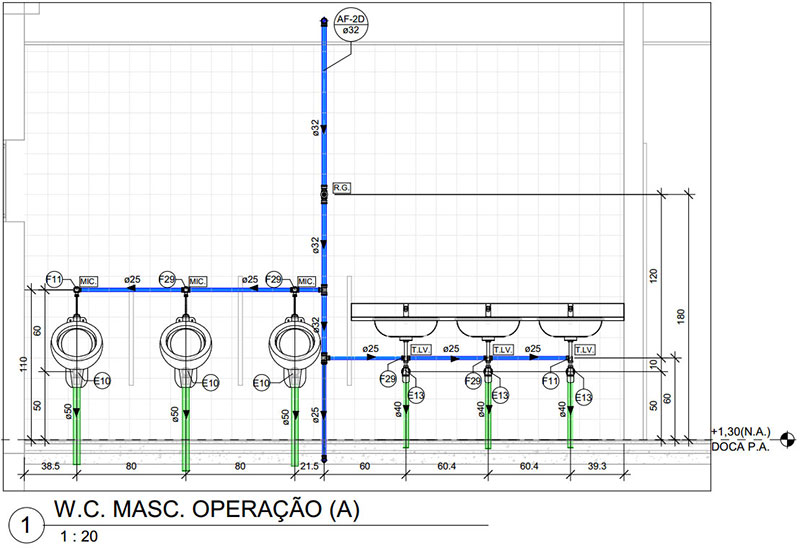 AF-2D
ø32
ø32
R.G.
ø32
F11
MIC.
ø25
F29
MIC.
ø25
F29
MIC.
ø32
120
180
60
110
ø25
T.LV.
ø25
T.LV.
ø25
T.LV.
10
F29
F29
F11
E10
E10
E10
E13
E13
E13
50
ø50
ø50
ø50
ø25
ø40
ø40
ø40
50
60
+1,30(N.A.)
DOCA P.A.
38.5
80
80
21.5
60
60.4
60.4
39.3
1
W.C. MASC. OPERAÇÃO (A)
1 : 20